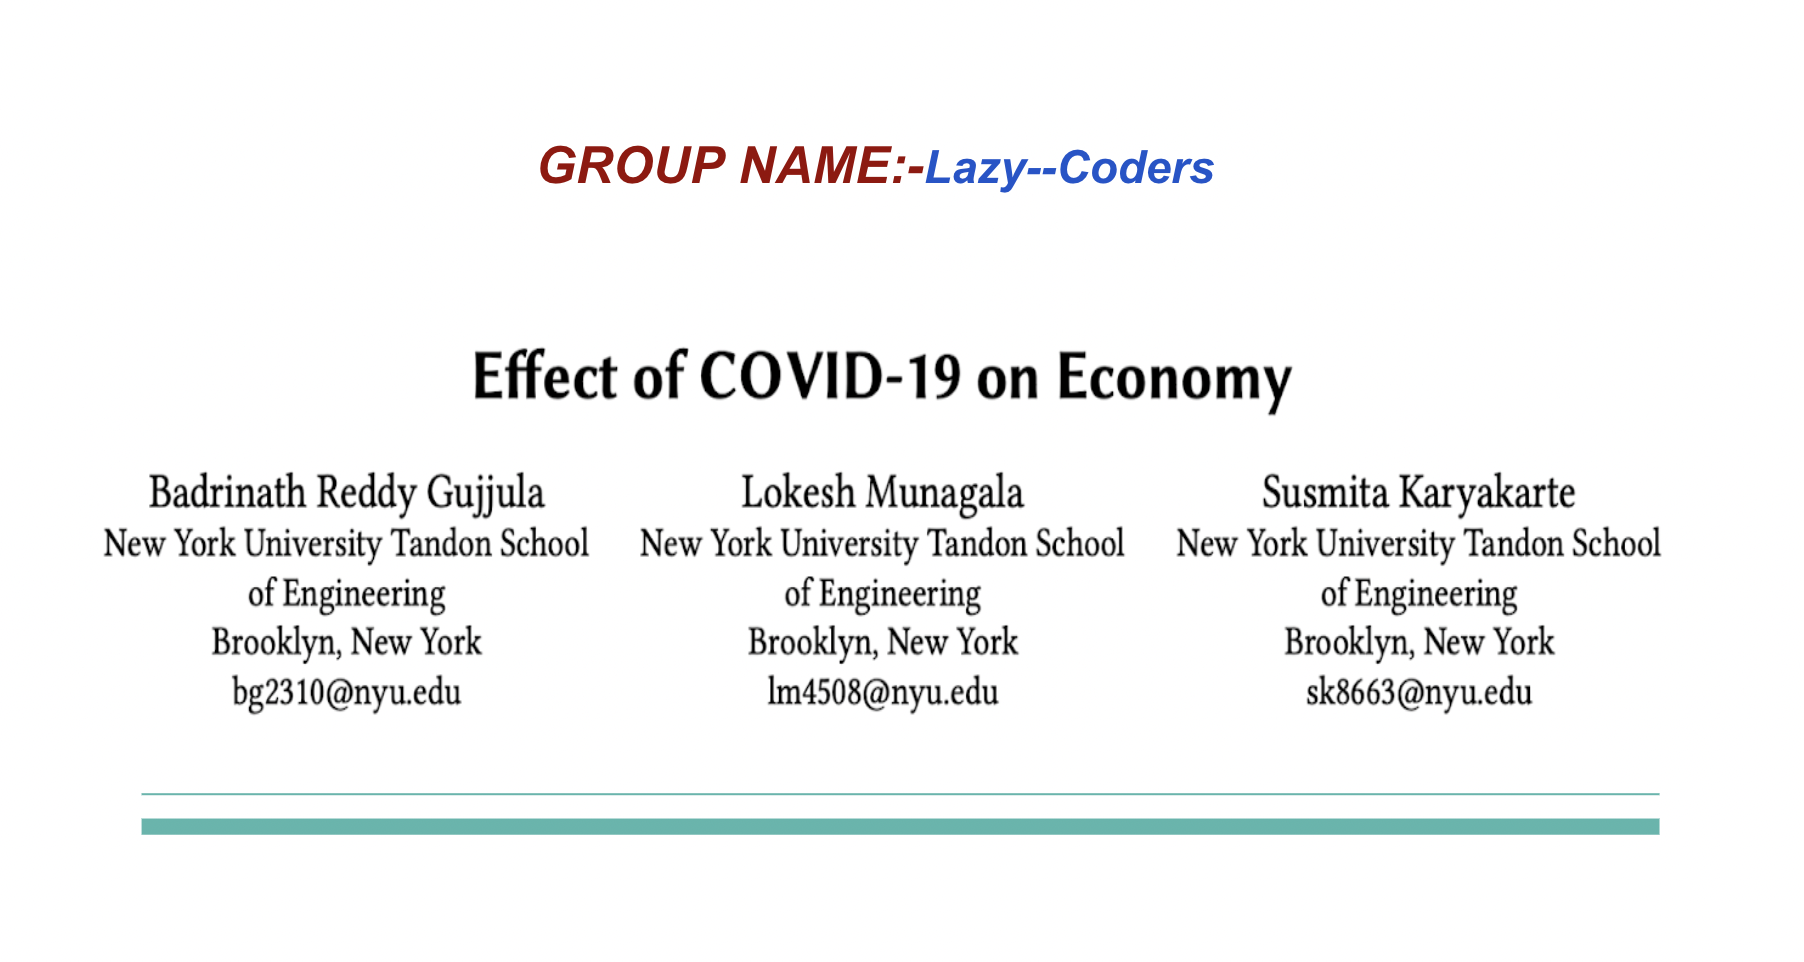 GROUP NAME:-Lazy--Coders
Effect of COVID-19 on Economy
Badrinath Reddy Gujjula
New York University Tandon School
of Engineering
Brooklyn, New York
bg2310@nyu.edu
Lokesh Munagala
New York University Tandon School
of Engineering
Brooklyn, New York
lm4508@nyu.edu
Susmita Karyakarte
New York University Tandon School
of Engineering
Brooklyn, New York
sk8663@nyu.edu